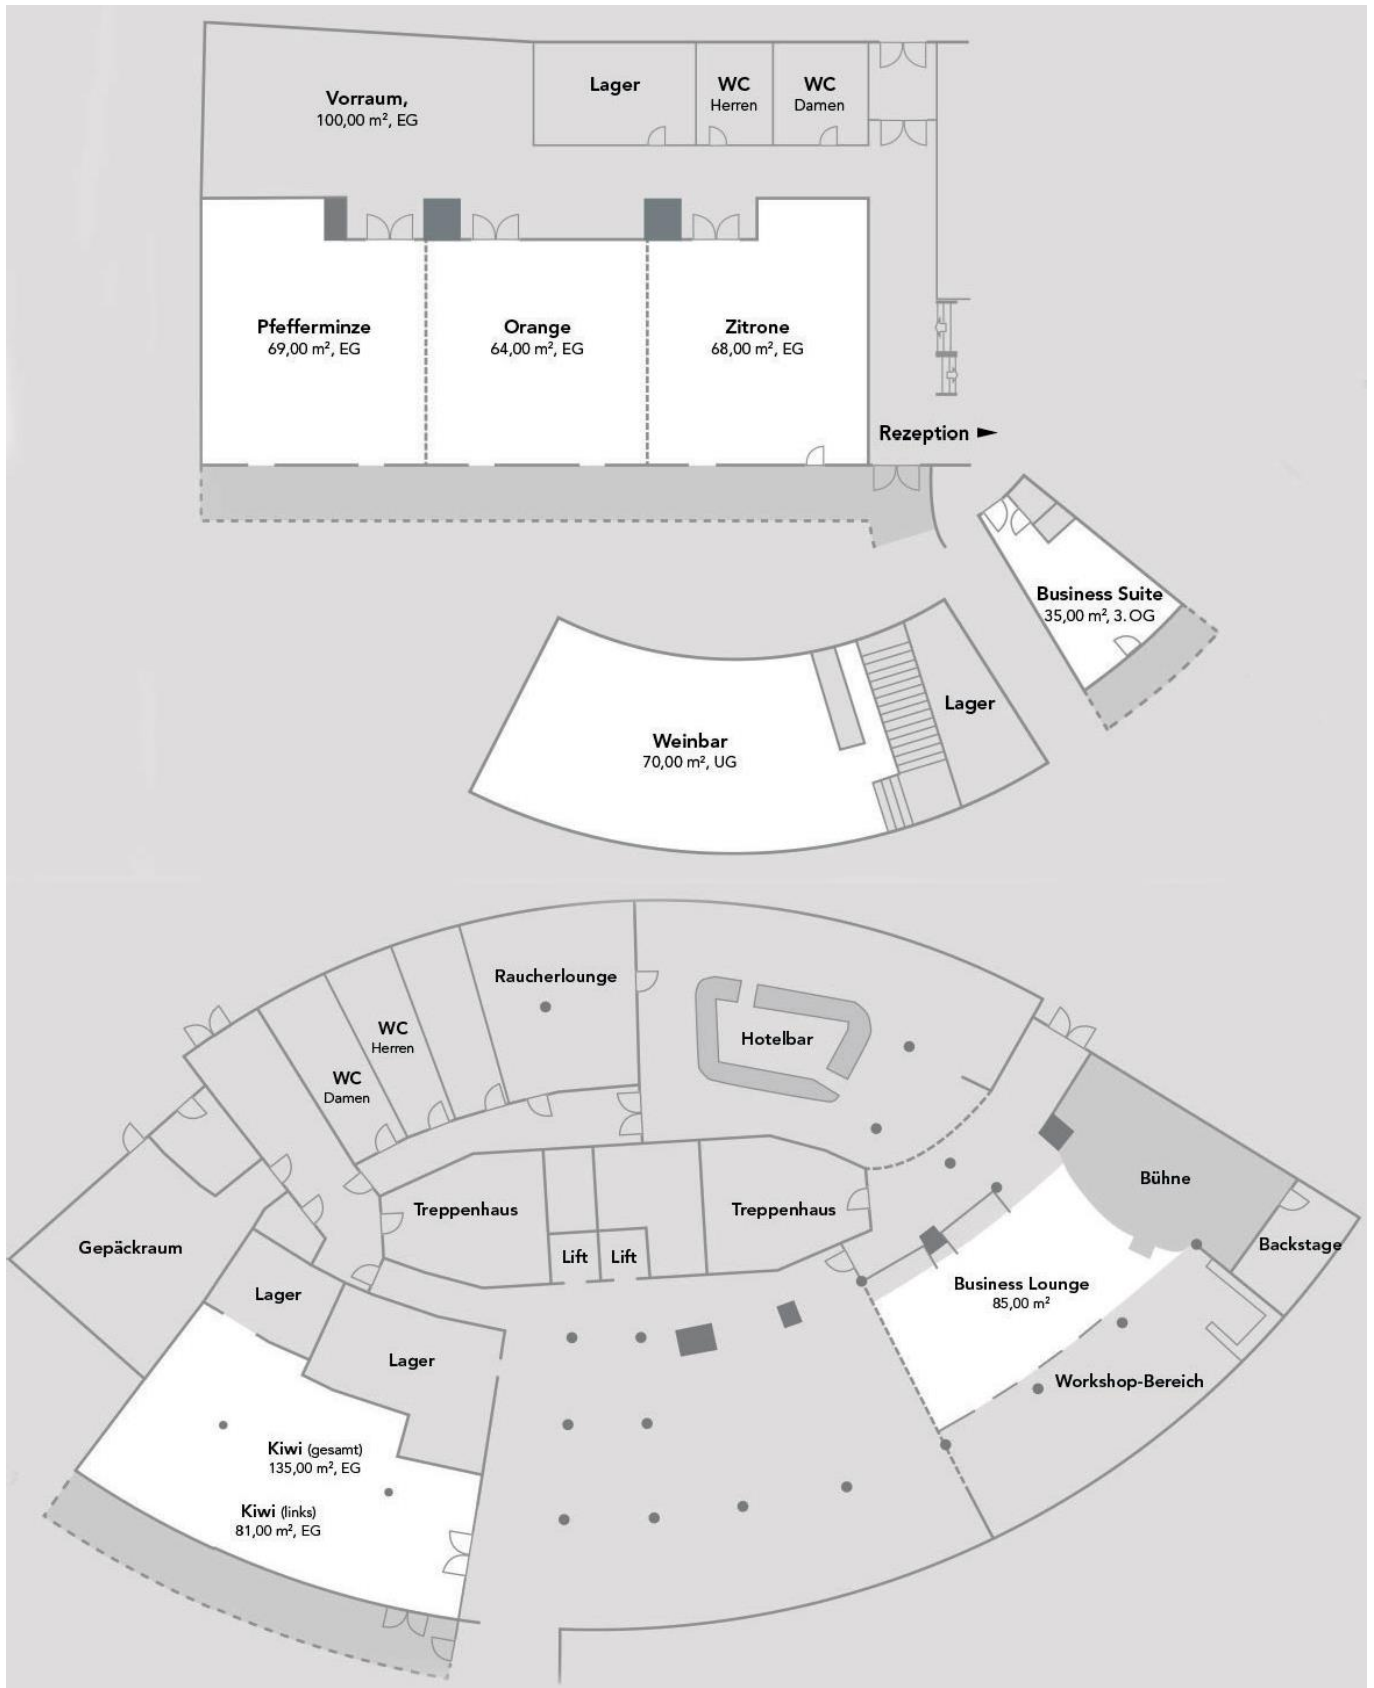 Vorraum,
100,00 m², EG
Lager
WC
Herren
WC
Damen
Pfefferminze
69,00 m², EG
Orange
64,00 m², EG
Zitrone
68,00 m², EG
Rezeption
Business Suite
35,00 m², 3. OG
Weinbar
70,00 m², UG
Lager
Raucherlounge
WC
Herren
WC
Damen
Hotelbar
Bühne
Treppenhaus
Treppenhaus
Gepäckraum
Lift
Lift
Backstage
Lager
Business Lounge
85,00 m²
Lager
Workshop-Bereich
Kiwi (gesamt)
135,00 m², EG
Kiwi (links)
81,00 m², EG